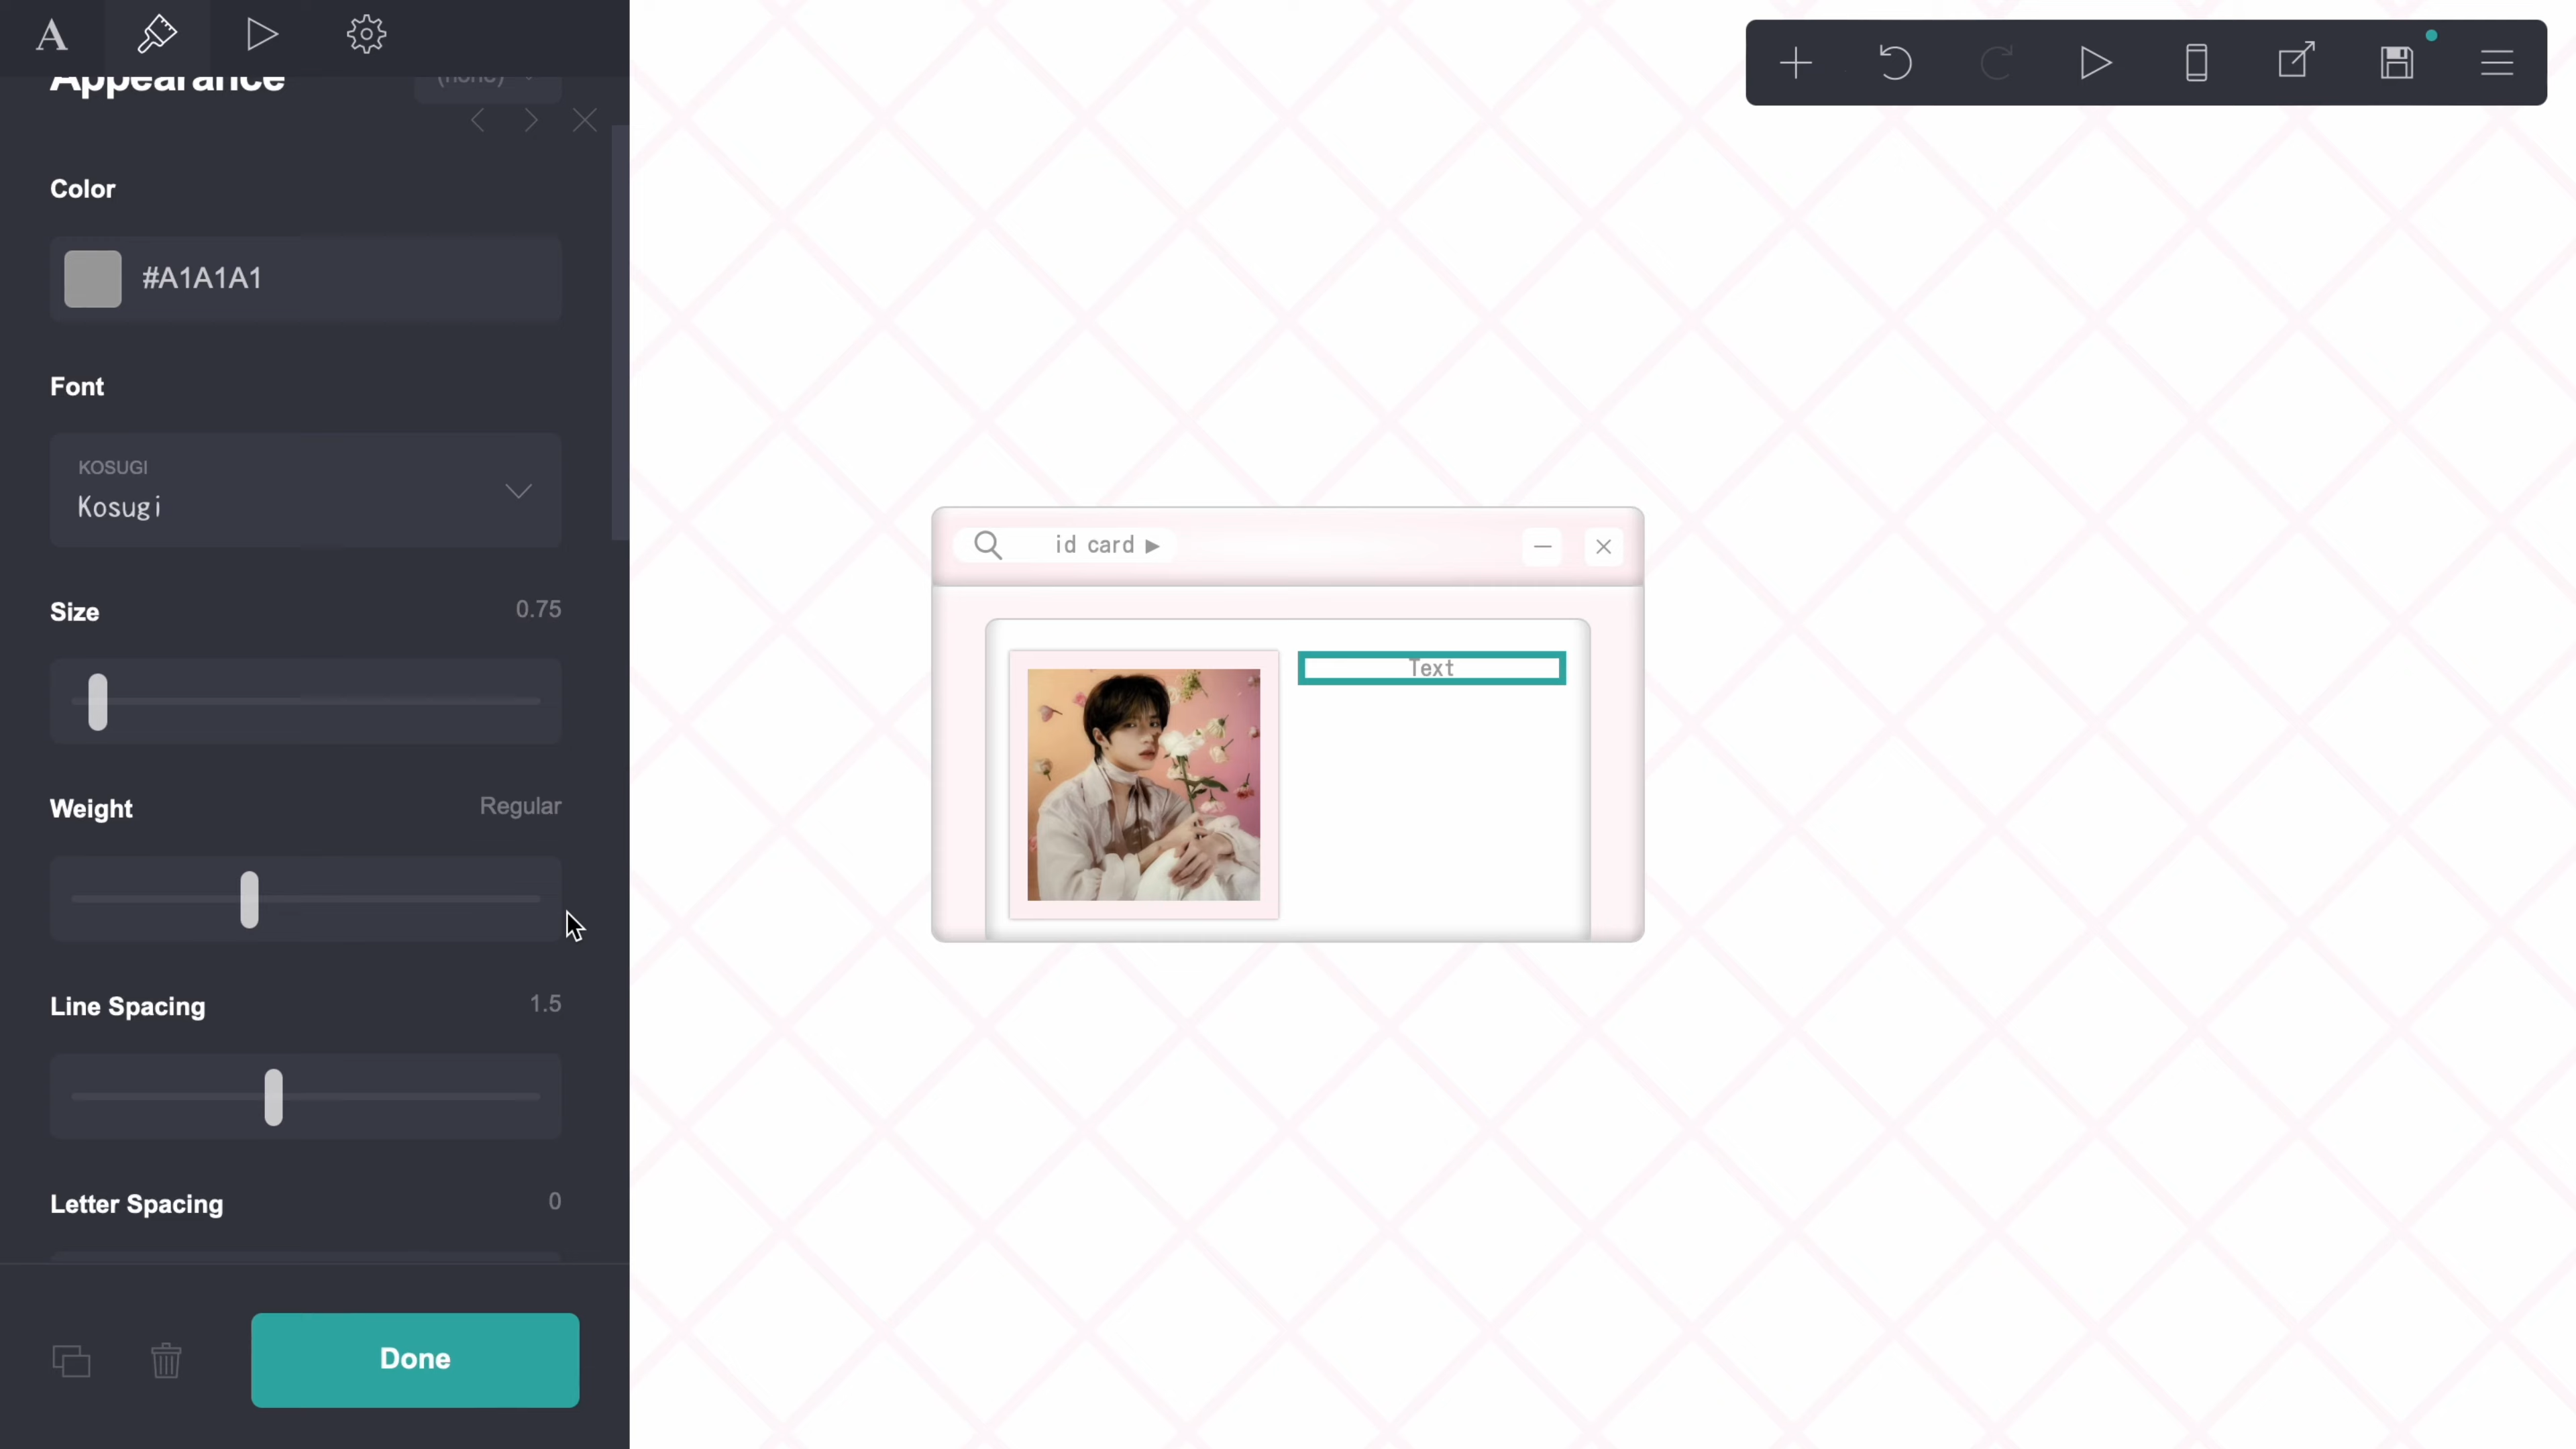 A
Appearance
(none)
Color
#A1A1A1
Font
KOSUGI
Kosugi
Size
0.75
Weight
Regular
Line Spacing
1.5
Letter Spacing
0
Done
id card ▶
Text